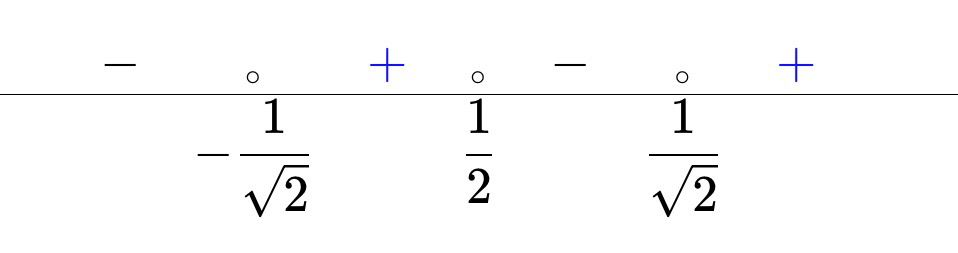 − ∘ + ∘ − ∘ +
−1/√2 1/2 1/√2